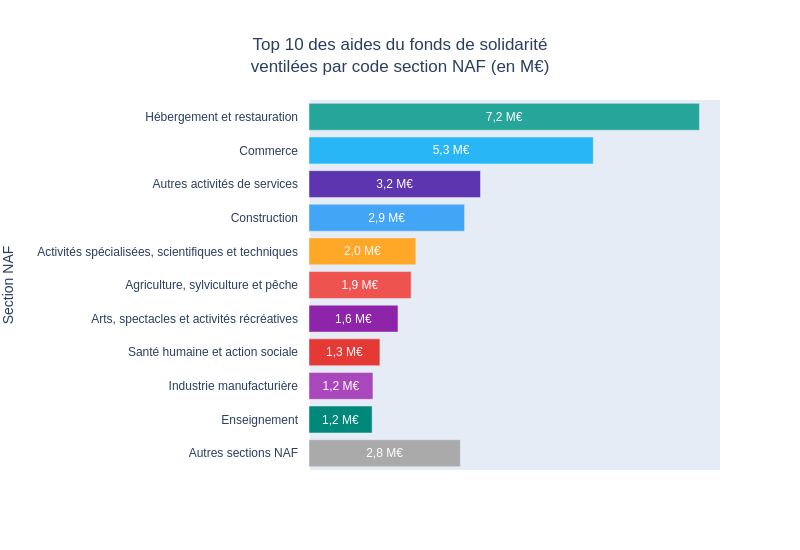 Top 10 des aides du fonds de solidarité
ventilées par code section NAF (en M€)
Section NAF
Hébergement et restauration 7,2 M€
Commerce 5,3 M€
Autres activités de services 3,2 M€
Construction 2,9 M€
Activités spécialisées, scientifiques et techniques 2,0 M€
Agriculture, sylviculture et pêche 1,9 M€
Arts, spectacles et activités récréatives 1,6 M€
Santé humaine et action sociale 1,3 M€
Industrie manufacturière 1,2 M€
Enseignement 1,2 M€
Autres sections NAF 2,8 M€